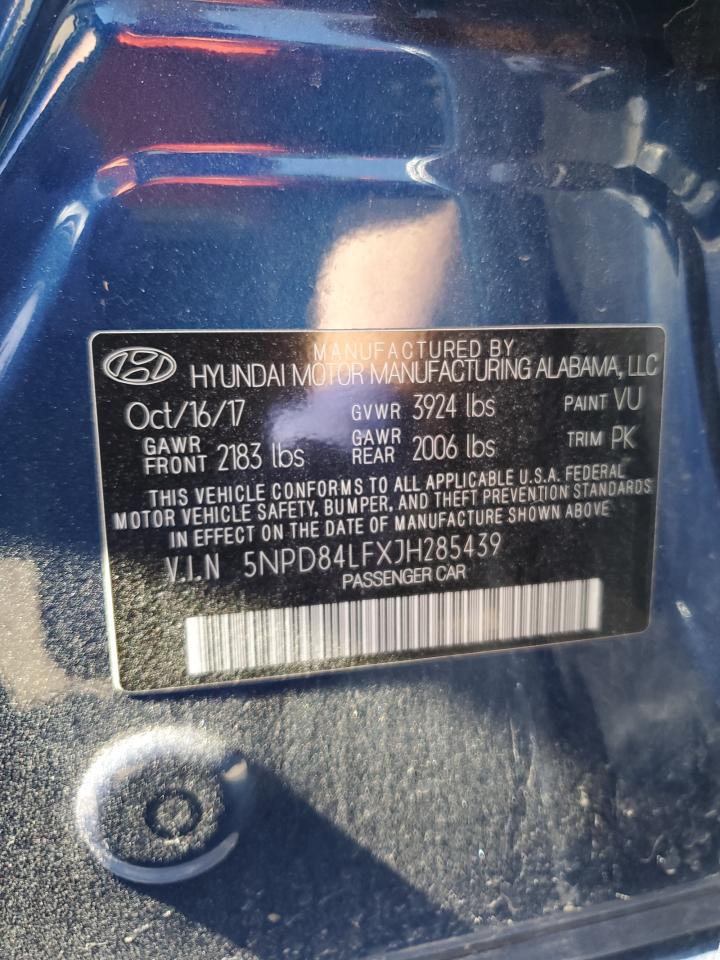 MANUFACTURED BY
HYUNDAI MOTOR MANUFACTURING ALABAMA, LLC
Oct/16/17 GVWR 3924 lbs PAINT VU
GAWR FRONT 2183 lbs GAWR REAR 2006 lbs TRIM PK
THIS VEHICLE CONFORMS TO ALL APPLICABLE U.S.A. FEDERAL
MOTOR VEHICLE SAFETY, BUMPER, AND THEFT PREVENTION STANDARDS
IN EFFECT ON THE DATE OF MANUFACTURE SHOWN ABOVE
V.I.N 5NPD84LFXJH285439
PASSENGER CAR